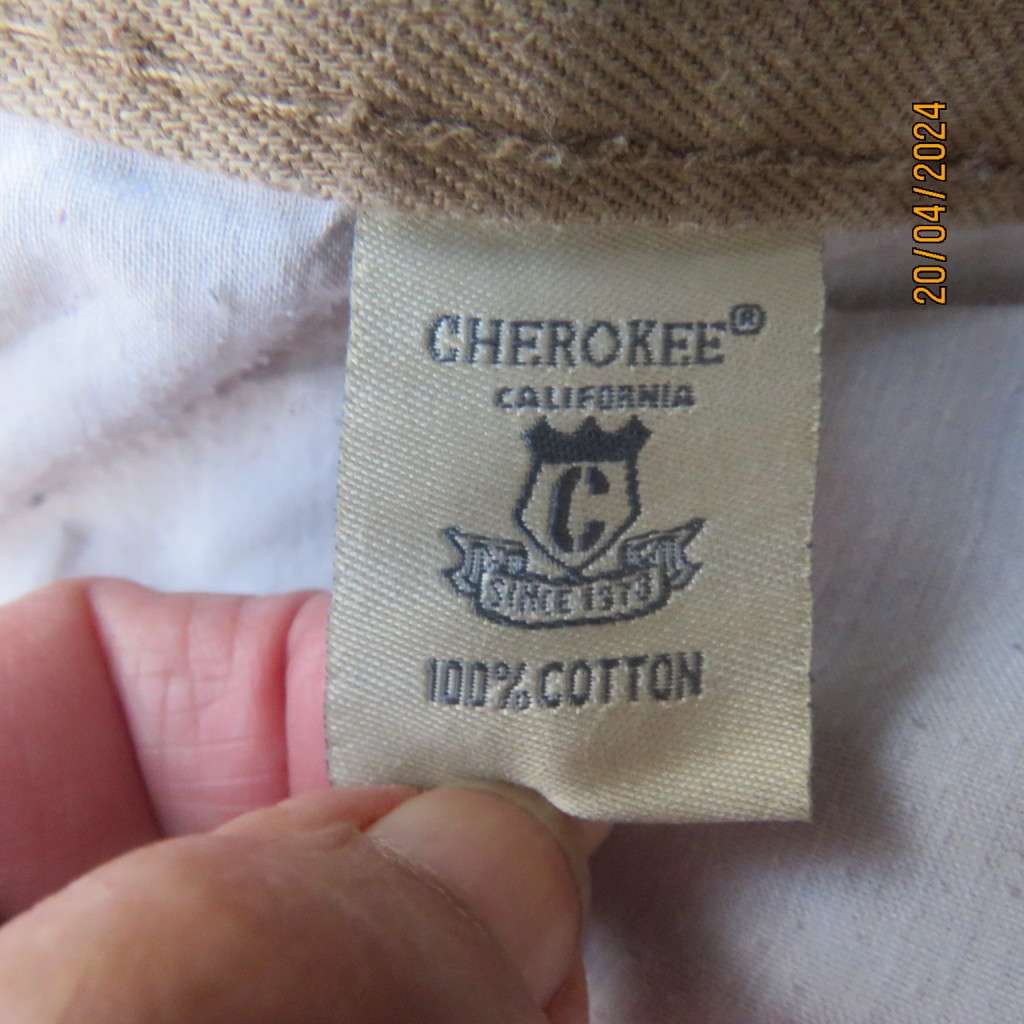 CHEROKEE®
CALIFORNIA
C
SINCE 1973
100% COTTON
20/04/2024